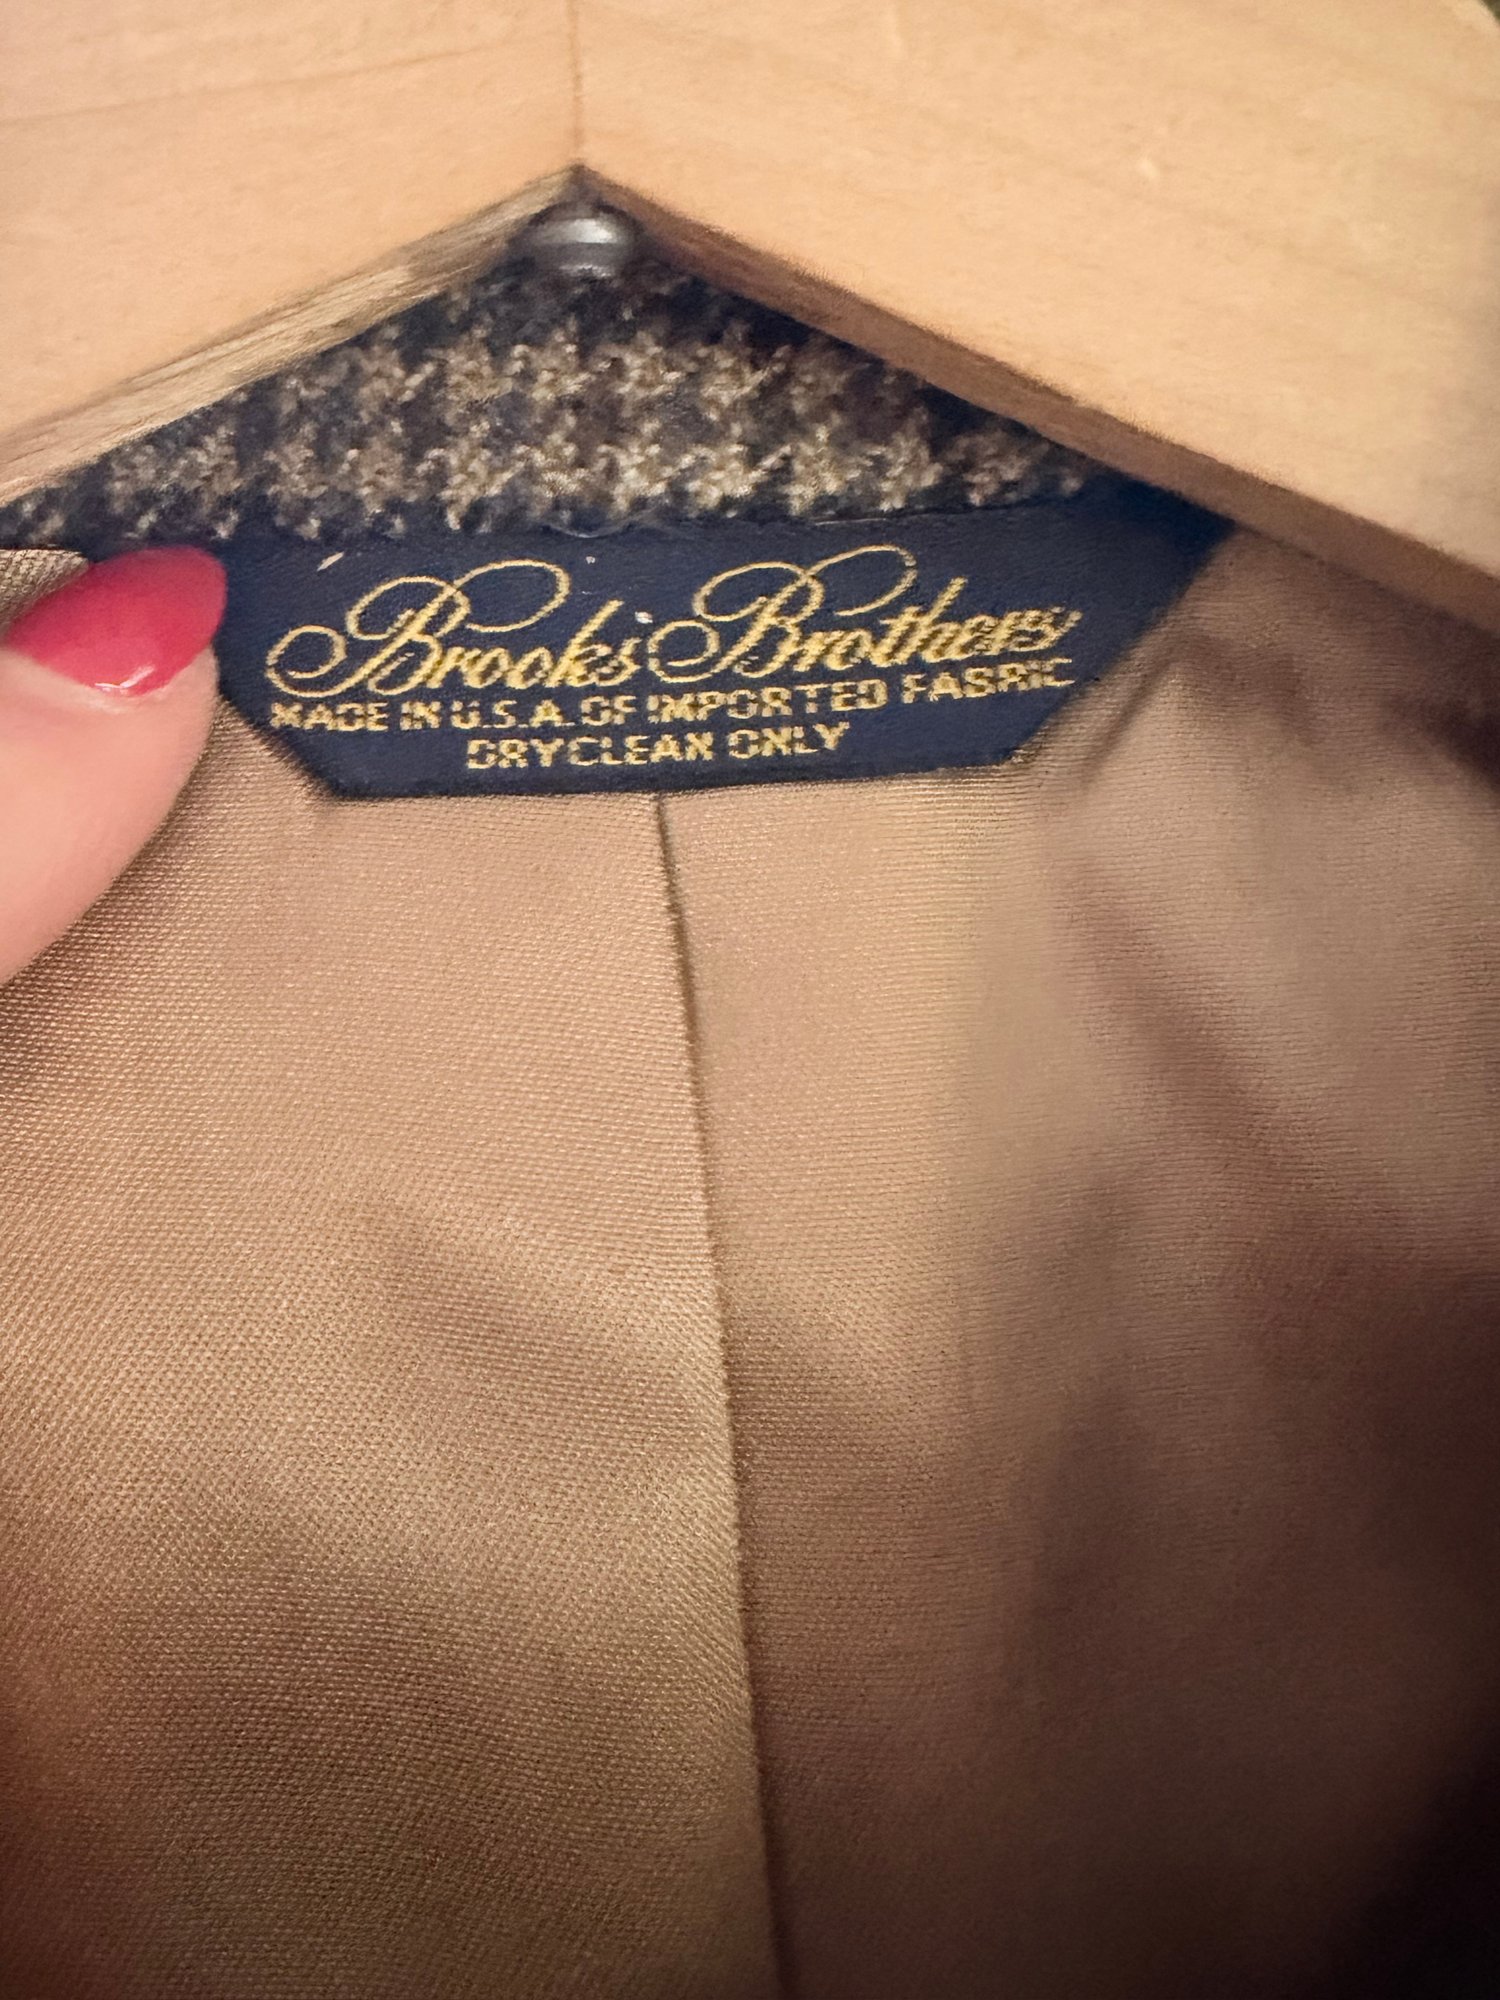 Brooks Brothers
MADE IN U.S.A. OF IMPORTED FABRIC
DRYCLEAN ONLY